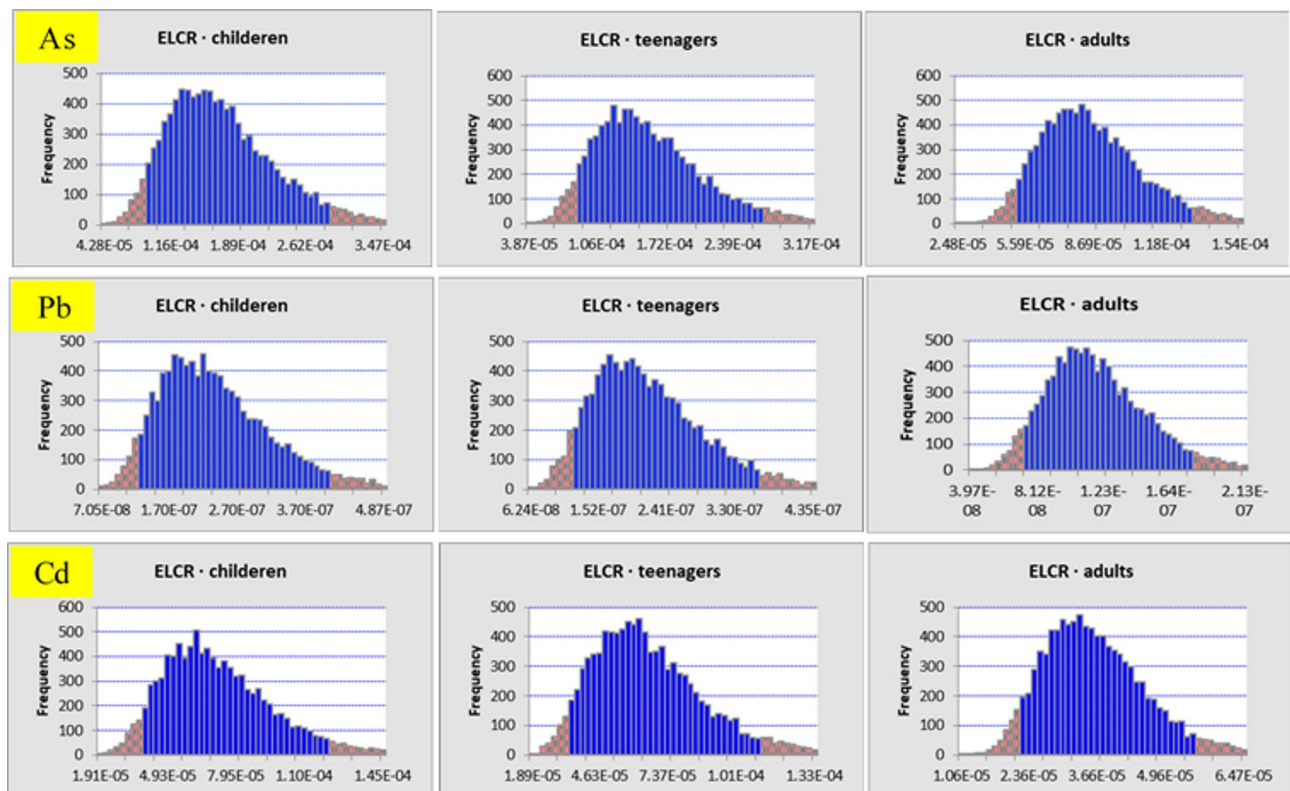 As
ELCR · childeren
Frequency
500
400
300
200
100
0
4.28E-05 1.16E-04 1.89E-04 2.62E-04 3.47E-04
ELCR · teenagers
Frequency
600
500
400
300
200
100
0
3.87E-05 1.06E-04 1.72E-04 2.39E-04 3.17E-04
ELCR · adults
Frequency
600
500
400
300
200
100
0
2.48E-05 5.59E-05 8.69E-05 1.18E-04 1.54E-04
Pb
ELCR · childeren
Frequency
500
400
300
200
100
0
7.05E-08 1.70E-07 2.70E-07 3.70E-07 4.87E-07
ELCR · teenagers
Frequency
500
400
300
200
100
0
6.24E-08 1.52E-07 2.41E-07 3.30E-07 4.35E-07
ELCR · adults
Frequency
500
400
300
200
100
0
3.97E- 8.12E- 1.23E- 1.64E- 2.13E-
08 08 07 07 07
Cd
ELCR · childeren
Frequency
600
500
400
300
200
100
0
1.91E-05 4.93E-05 7.95E-05 1.10E-04 1.45E-04
ELCR · teenagers
Frequency
500
400
300
200
100
0
1.89E-05 4.63E-05 7.37E-05 1.01E-04 1.33E-04
ELCR · adults
Frequency
500
400
300
200
100
0
1.06E-05 2.36E-05 3.66E-05 4.96E-05 6.47E-05